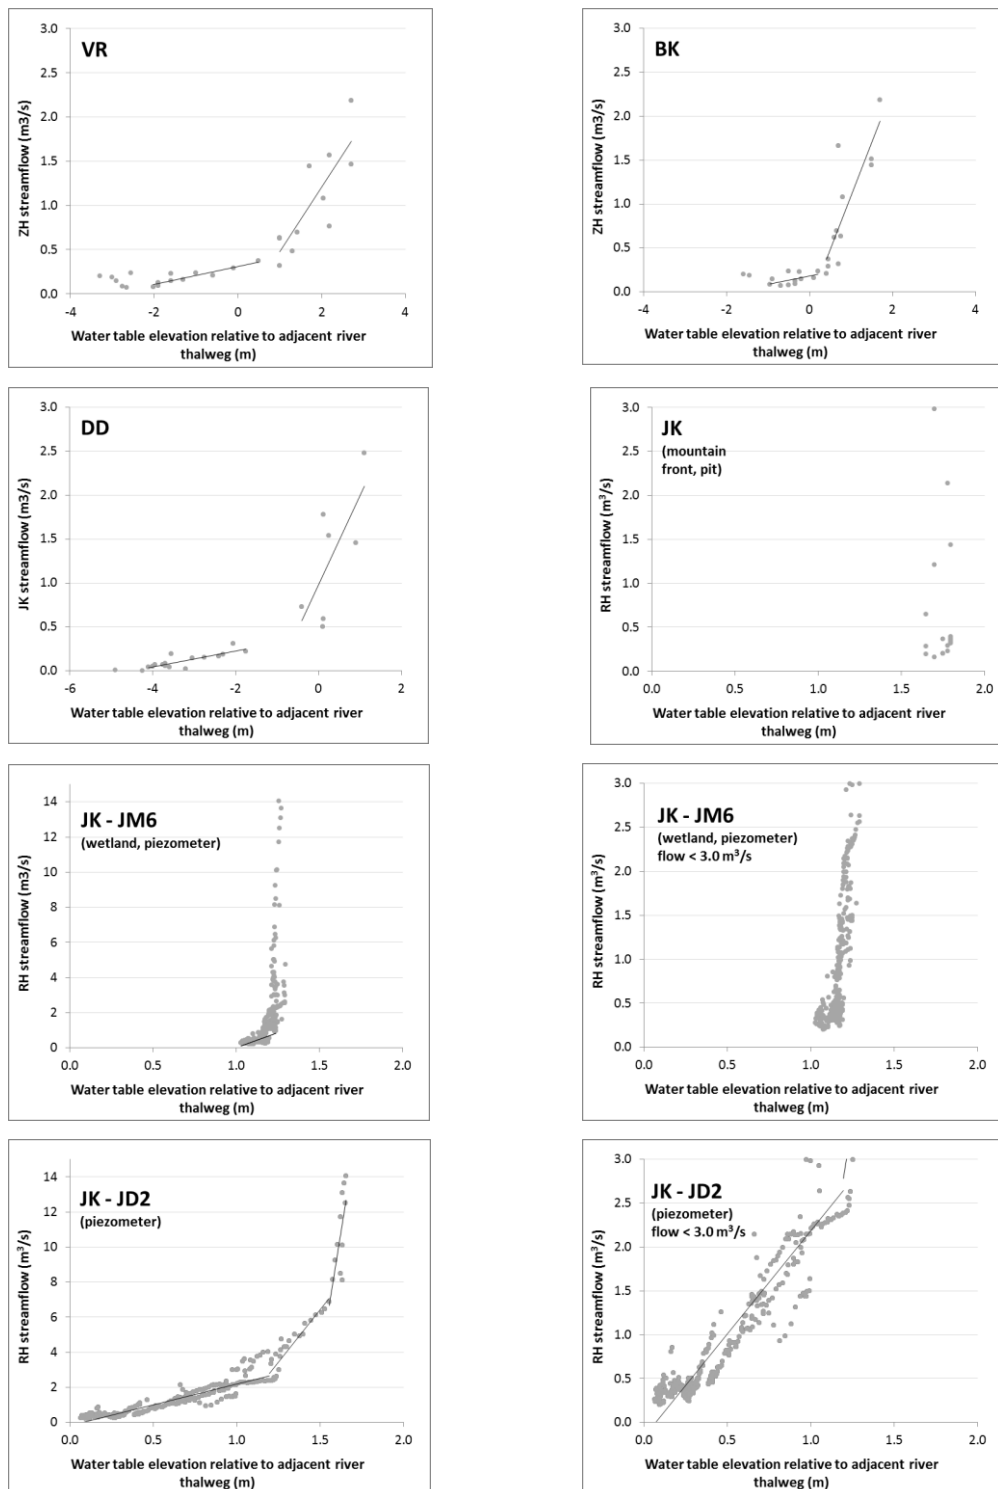 VR
ZH streamflow (m3/s)
3.0
2.5
2.0
1.5
1.0
0.5
0.0
-4 -2 0 2 4
Water table elevation relative to adjacent river
thalweg (m)
BK
ZH streamflow (m3/s)
3.0
2.5
2.0
1.5
1.0
0.5
0.0
-4 -2 0 2 4
Water table elevation relative to adjacent river
thalweg (m)
DD
JK streamflow (m3/s)
3.0
2.5
2.0
1.5
1.0
0.5
0.0
-6 -4 -2 0 2
Water table elevation relative to adjacent river
thalweg (m)
JK
(mountain
front, pit)
RH streamflow (m³/s)
3.0
2.5
2.0
1.5
1.0
0.5
0.0
0.0 0.5 1.0 1.5 2.0
Water table elevation relative to adjacent river
thalweg (m)
JK - JM6
(wetland, piezometer)
RH streamflow (m3/s)
14
12
10
8
6
4
2
0
0.0 0.5 1.0 1.5 2.0
Water table elevation relative to adjacent river
thalweg (m)
JK - JM6
(wetland, piezometer)
flow < 3.0 m³/s
RH streamflow (m³/s)
3.0
2.5
2.0
1.5
1.0
0.5
0.0
0.0 0.5 1.0 1.5 2.0
Water table elevation relative to adjacent river
thalweg (m)
JK - JD2
(piezometer)
RH streamflow (m³/s)
14
12
10
8
6
4
2
0
0.0 0.5 1.0 1.5 2.0
Water table elevation relative to adjacent river
thalweg (m)
JK - JD2
(piezometer)
flow < 3.0 m³/s
RH streamflow (m³/s)
3.0
2.5
2.0
1.5
1.0
0.5
0.0
0.0 0.5 1.0 1.5 2.0
Water table elevation relative to adjacent river
thalweg (m)